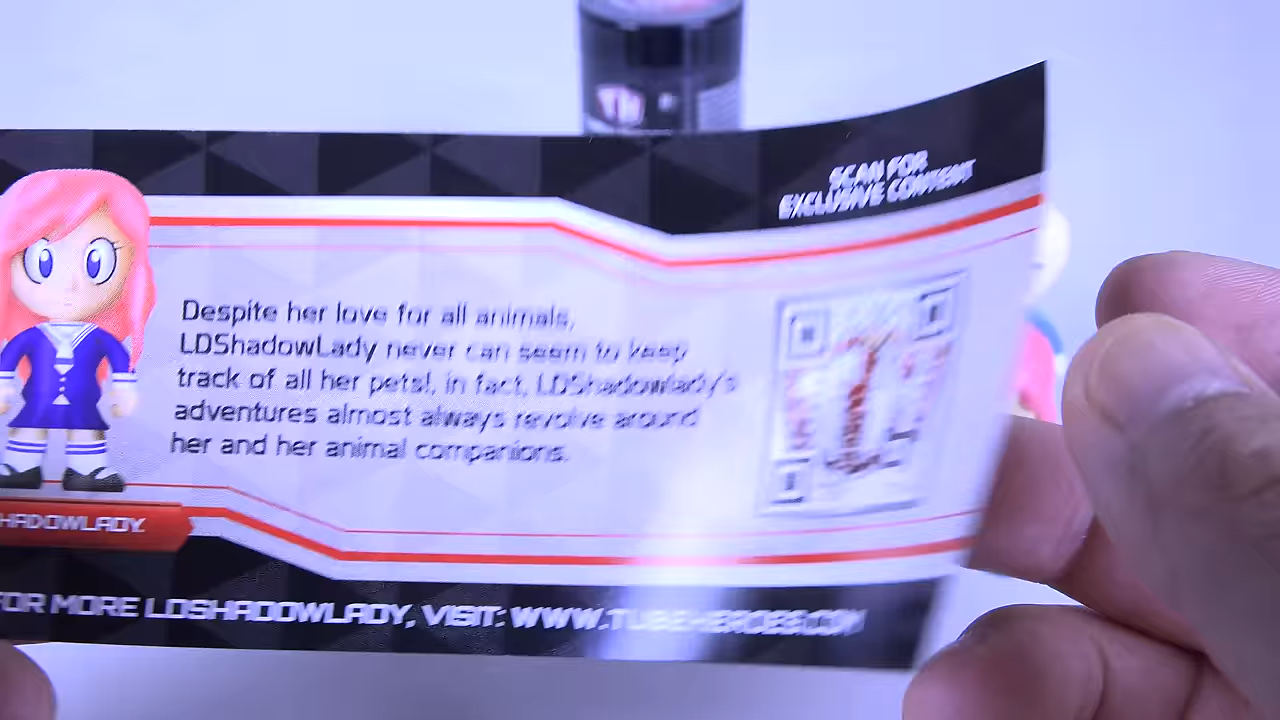 TH
SCAN FOR
EXCLUSIVE CONTENT
Despite her love for all animals,
LDShadowLady never can seem to keep
track of all her pets!, in fact, LDShadowlady's
adventures almost always revolve around
her and her animal companions.
SHADOWLADY
FOR MORE LDSHADOWLADY, VISIT: WWW.TUBEHEROES.COM